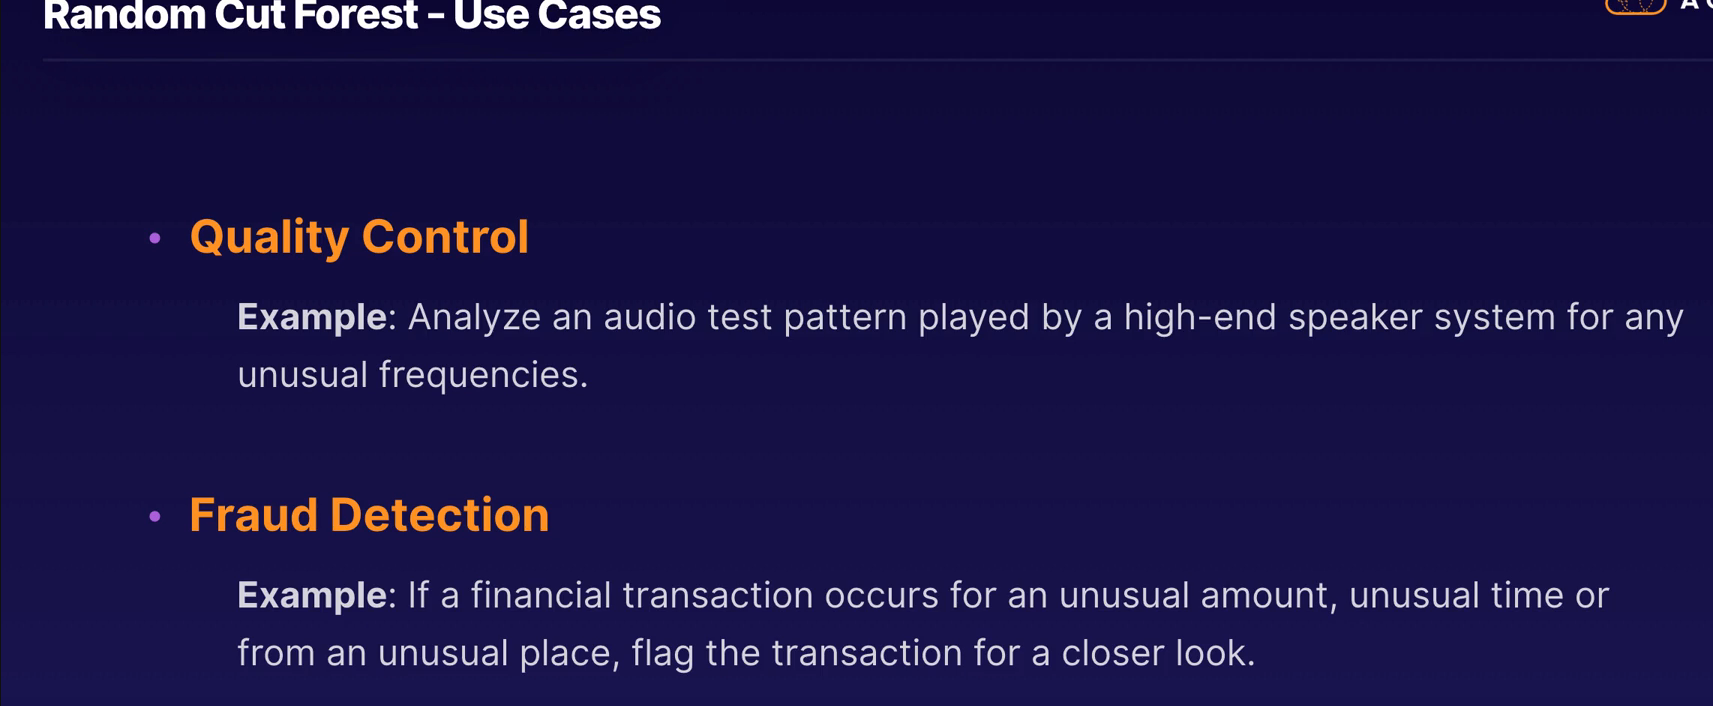 Random Cut Forest - Use Cases
• Quality Control
Example: Analyze an audio test pattern played by a high-end speaker system for any
unusual frequencies.
• Fraud Detection
Example: If a financial transaction occurs for an unusual amount, unusual time or
from an unusual place, flag the transaction for a closer look.